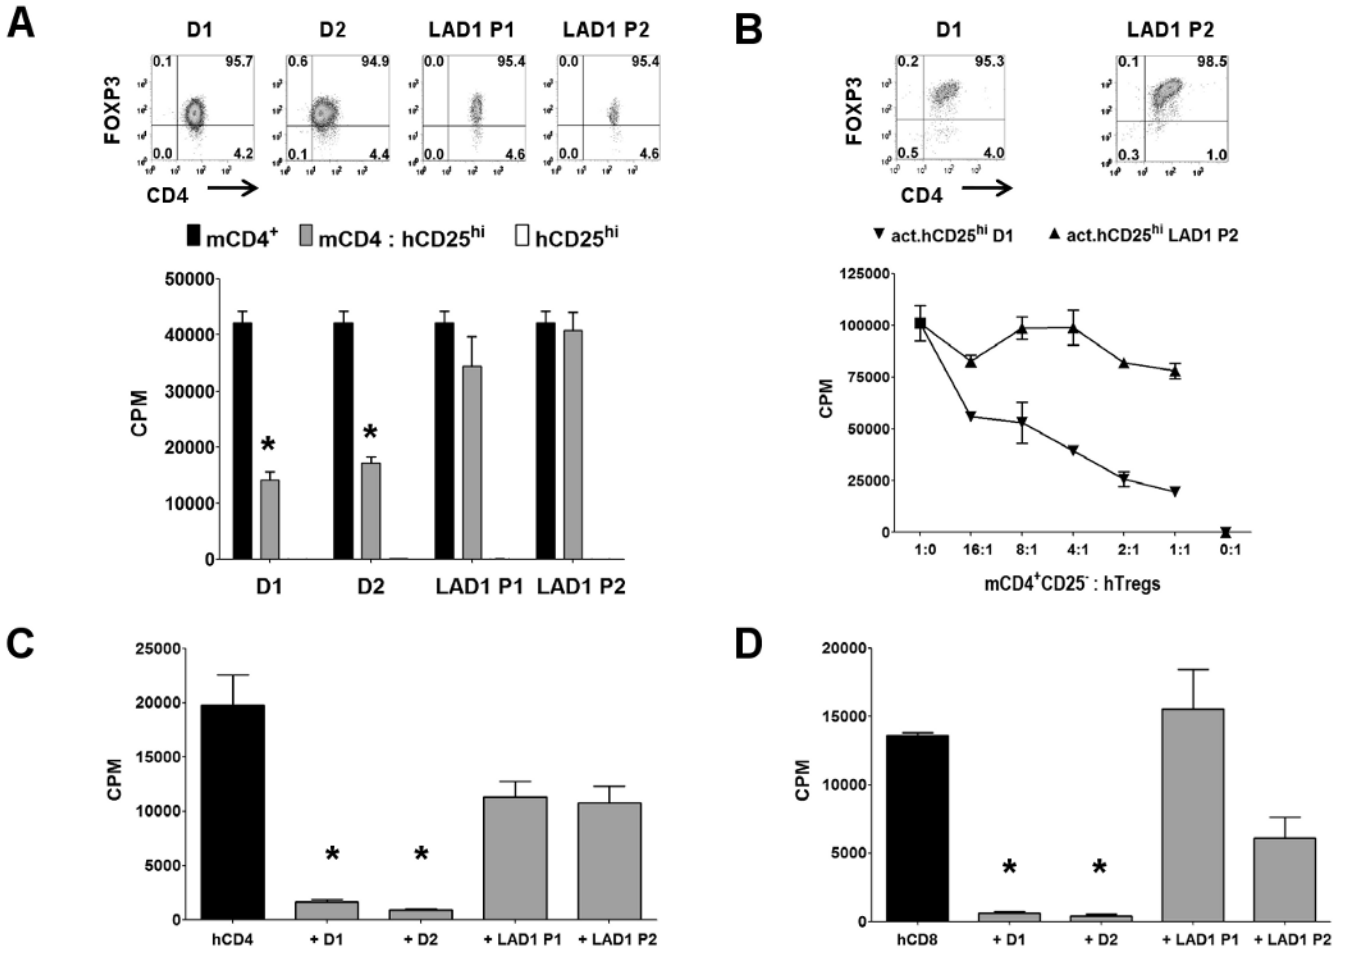 A
D1 D2 LAD1 P1 LAD1 P2
FOXP3
0.1 95.7 0.6 94.9 0.0 95.4 0.0 95.4
0.0 4.2 0.1 4.4 0.0 4.6 0.0 4.6
CD4
mCD4+ mCD4 : hCD25hi hCD25hi
CPM
50000
40000
30000
20000
10000
0
* *
D1 D2 LAD1 P1 LAD1 P2
B
D1 LAD1 P2
FOXP3
0.2 95.3 0.1 98.5
0.5 4.0 0.3 1.0
CD4
act.hCD25hi D1 act.hCD25hi LAD1 P2
CPM
125000
100000
75000
50000
25000
0
1:0 16:1 8:1 4:1 2:1 1:1 0:1
mCD4+CD25- : hTregs
C
CPM
25000
20000
15000
10000
5000
0
* *
hCD4 + D1 + D2 + LAD1 P1 + LAD1 P2
D
CPM
20000
15000
10000
5000
0
* *
hCD8 + D1 + D2 + LAD1 P1 + LAD1 P2